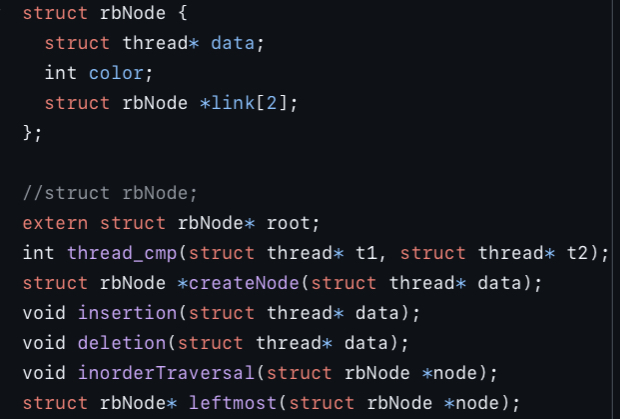 struct rbNode {
struct thread* data;
int color;
struct rbNode *link[2];
};
//struct rbNode;
extern struct rbNode* root;
int thread_cmp(struct thread* t1, struct thread* t2);
struct rbNode *createNode(struct thread* data);
void insertion(struct thread* data);
void deletion(struct thread* data);
void inorderTraversal(struct rbNode *node);
struct rbNode* leftmost(struct rbNode *node);